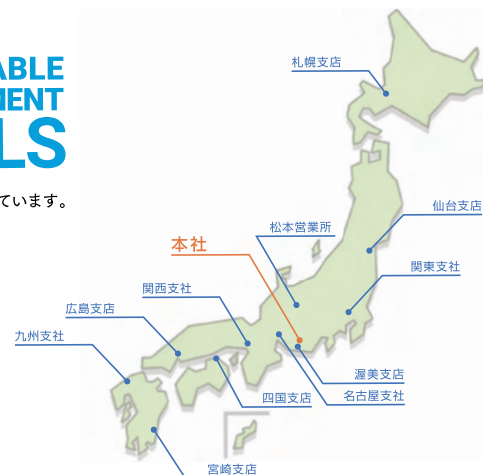 ABLE
MENT
LS
ています。
札幌支店
仙台支店
松本営業所
本社
関東支社
関西支社
広島支店
九州支社
渥美支店
四国支店
名古屋支社
宮崎支店